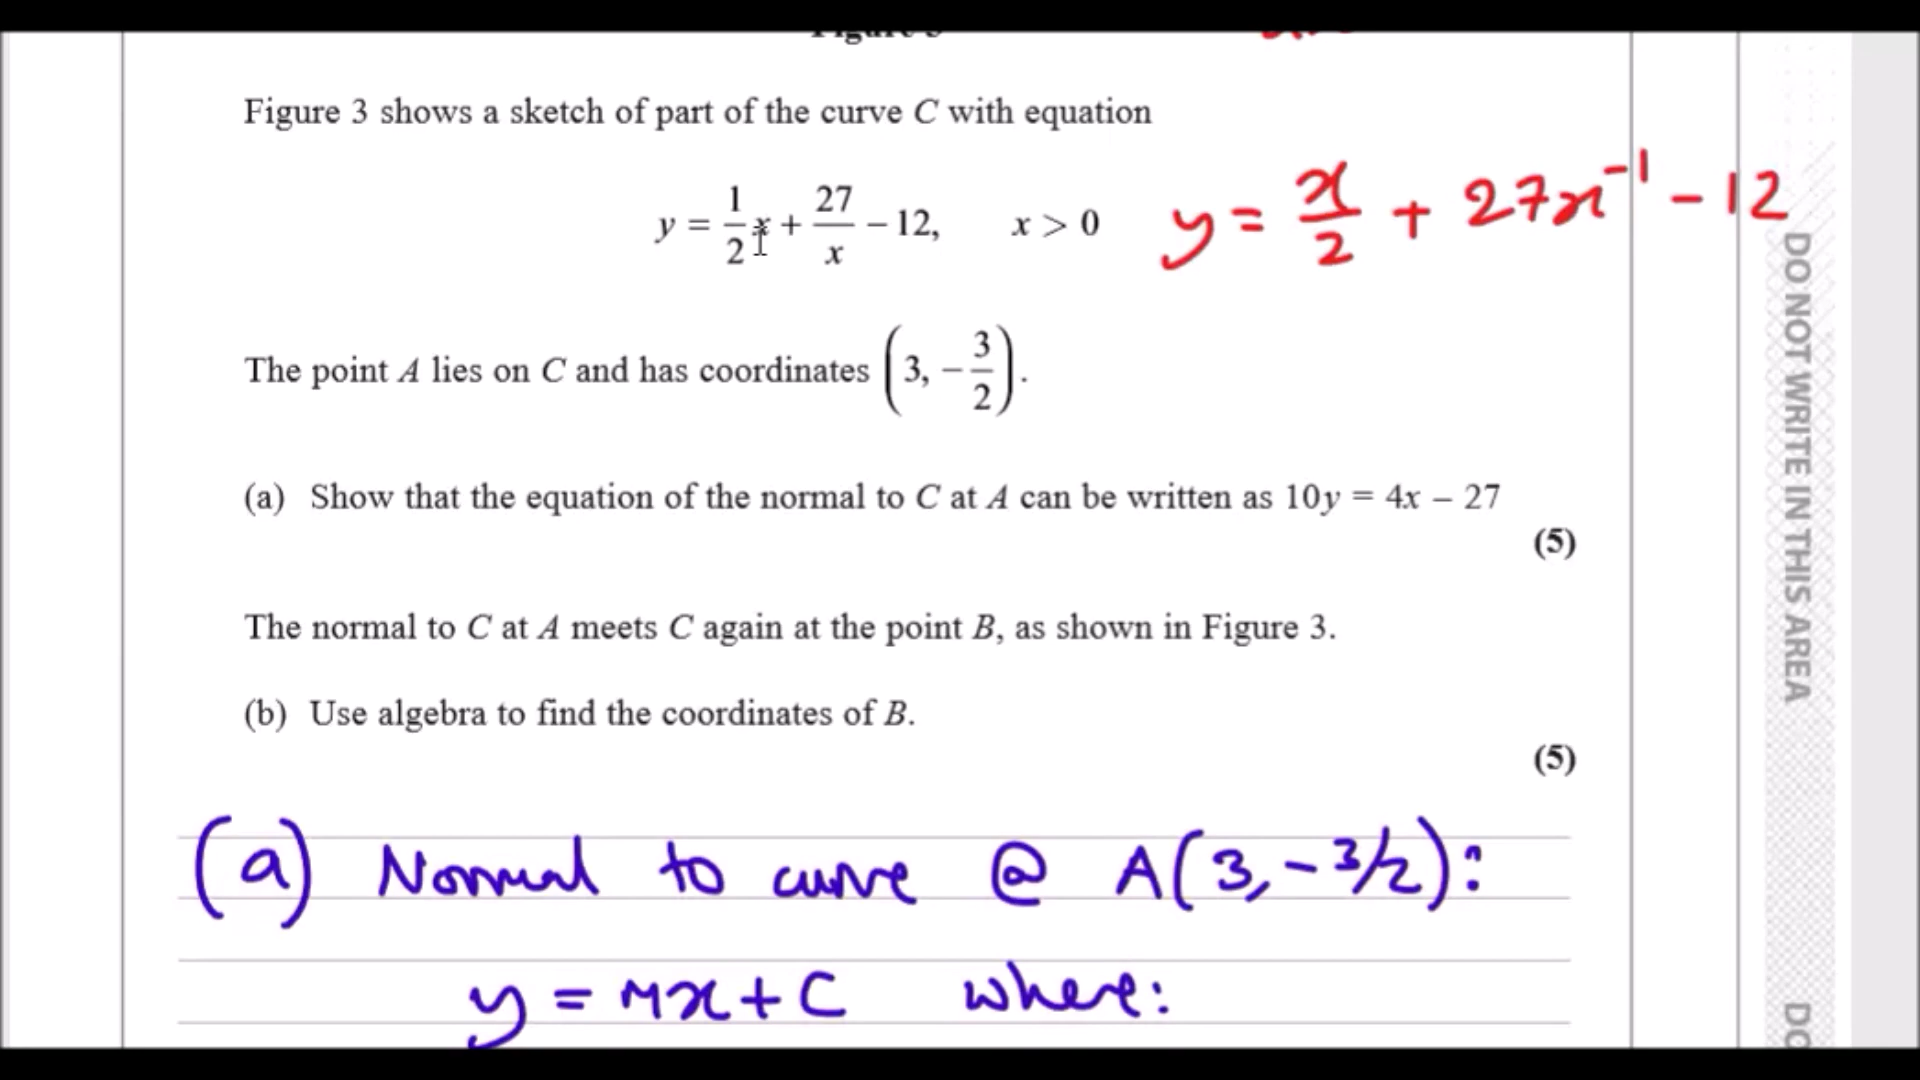 Figure 3
Figure 3 shows a sketch of part of the curve C with equation
y = 1/2 x + 27/x − 12,     x > 0
y = x/2 + 27x⁻¹ − 12
The point A lies on C and has coordinates (3, −3/2).
(a) Show that the equation of the normal to C at A can be written as 10y = 4x − 27
(5)
The normal to C at A meets C again at the point B, as shown in Figure 3.
(b) Use algebra to find the coordinates of B.
(5)
(a) Normal to curve @ A(3, −3/2):
y = mx + C where:
DO NOT WRITE IN THIS AREA
DO